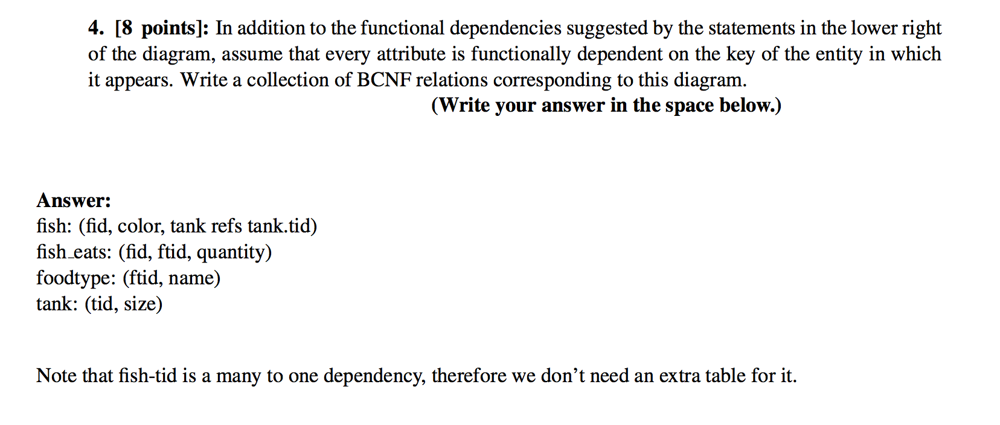 4. [8 points]: In addition to the functional dependencies suggested by the statements in the lower right
of the diagram, assume that every attribute is functionally dependent on the key of the entity in which
it appears. Write a collection of BCNF relations corresponding to this diagram.
(Write your answer in the space below.)
Answer:
fish: (fid, color, tank refs tank.tid)
fish_eats: (fid, ftid, quantity)
foodtype: (ftid, name)
tank: (tid, size)
Note that fish-tid is a many to one dependency, therefore we don’t need an extra table for it.